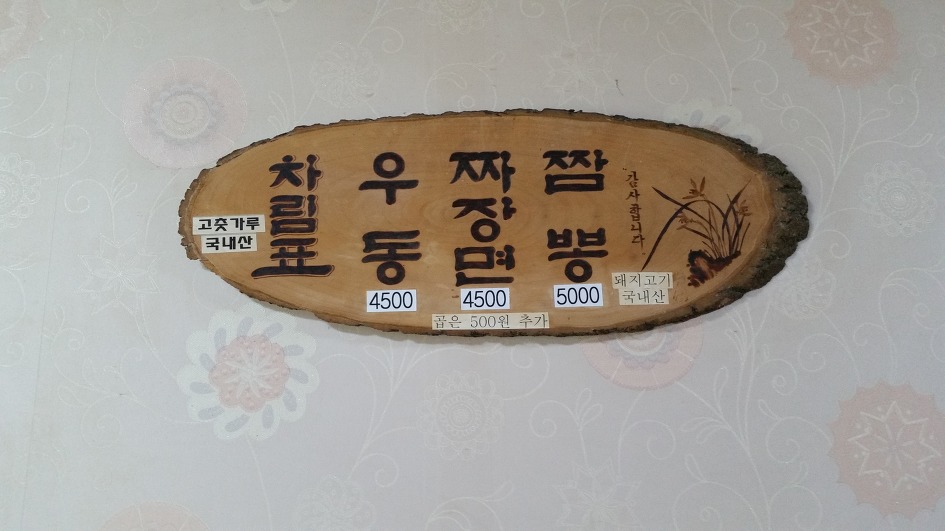 차림표
고춧가루
국내산
우동
4500
짜장면
4500
짬뽕
5000
곱은 500원 추가
감사합니다
돼지고기
국내산